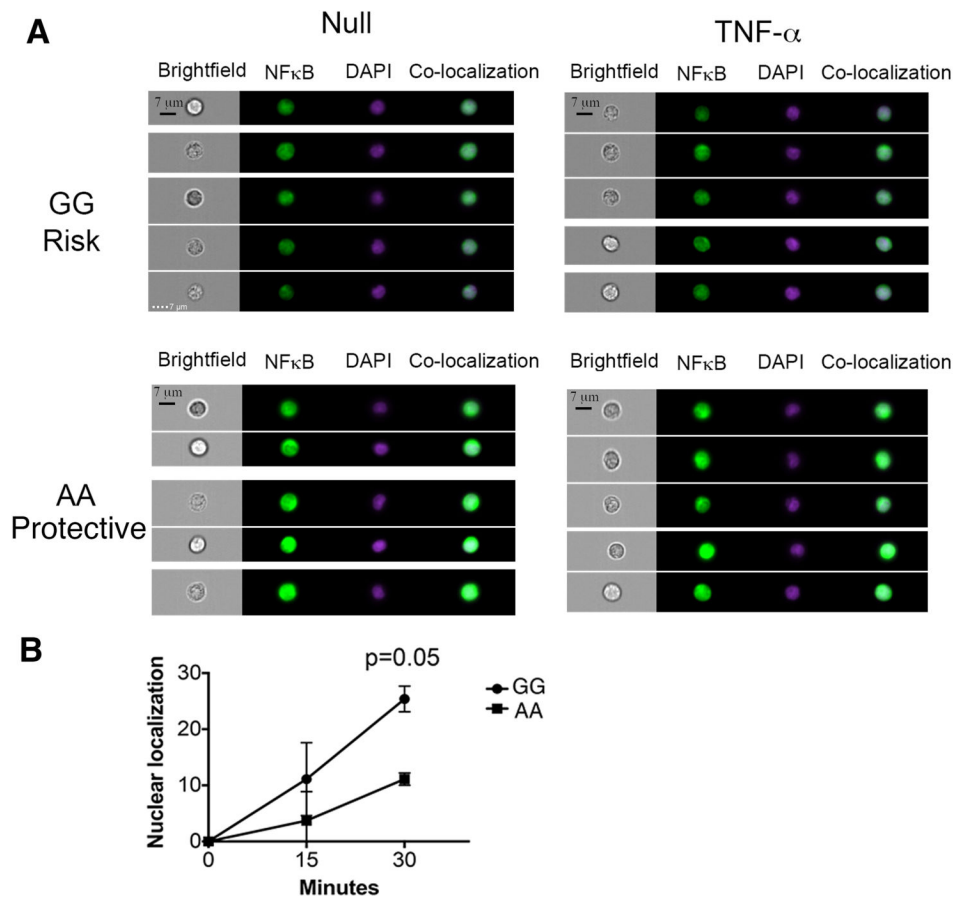 A
Null
TNF-α
Brightfield NFκB DAPI Co-localization
Brightfield NFκB DAPI Co-localization
7 μm
7 μm
GG
Risk
7 μm
Brightfield NFκB DAPI Co-localization
Brightfield NFκB DAPI Co-localization
7 μm
7 μm
AA
Protective
B
p=0.05
Nuclear localization
30
20
10
0
0 15 30
Minutes
GG
AA